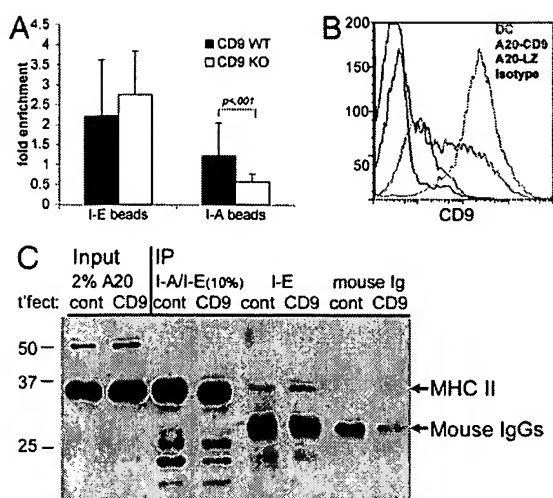 A
CD9 WT
CD9 KO
fold enrichment
4.5
4
3.5
3
2.5
2
1.5
1
0.5
0
p<.001
I-E beads
I-A beads
B
200
150
100
50
DC
A20-CD9
A20-LZ
Isotype
CD9
C
Input
IP
2% A20
I-A/I-E(10%)
I-E
mouse Ig
t'fect:
cont
CD9
cont
CD9
cont
CD9
cont
CD9
50
37
25
MHC II
Mouse IgGs